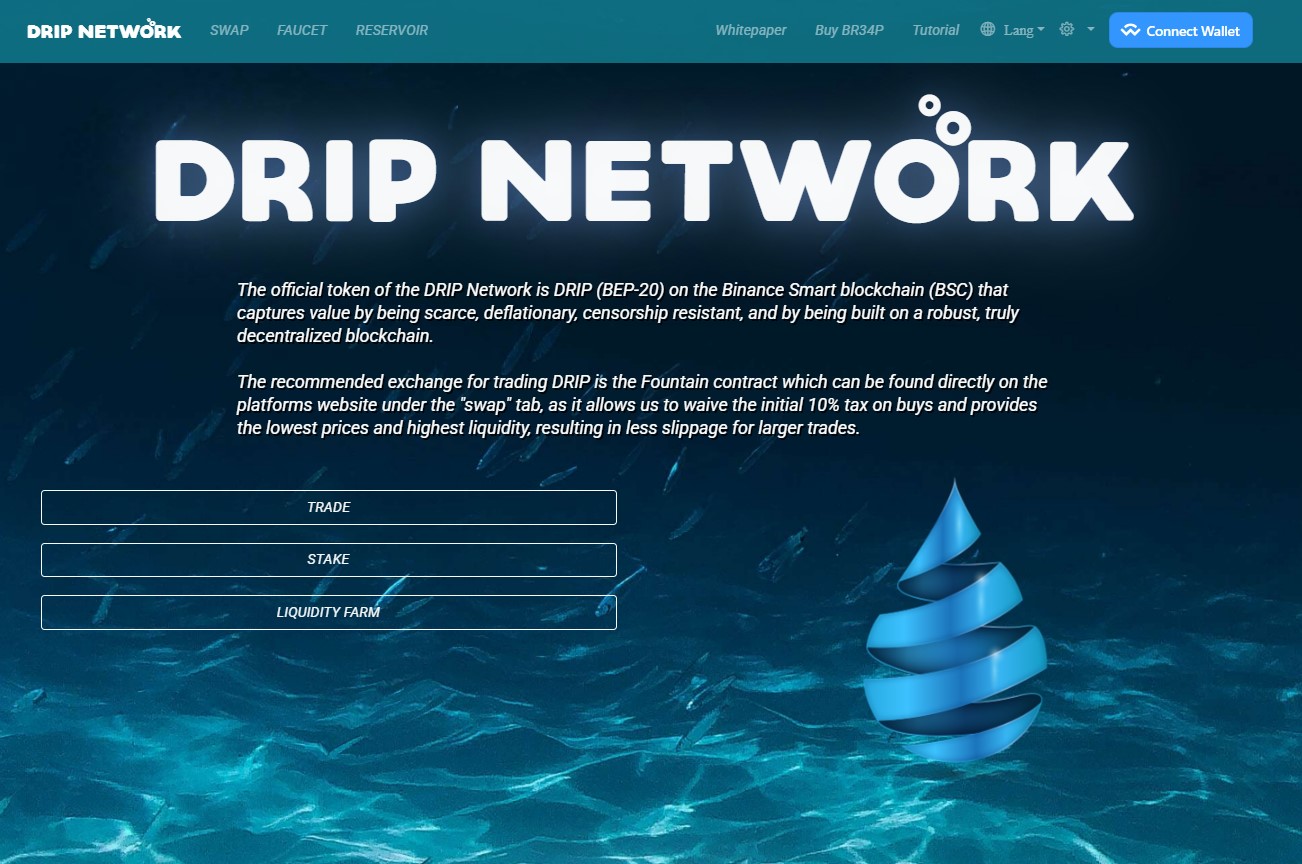 DRIP NETWORK
SWAP
FAUCET
RESERVOIR
Whitepaper
Buy BR34P
Tutorial
Lang
Connect Wallet
DRIP NETWORK
The official token of the DRIP Network is DRIP (BEP-20) on the Binance Smart blockchain (BSC) that
captures value by being scarce, deflationary, censorship resistant, and by being built on a robust, truly
decentralized blockchain.
The recommended exchange for trading DRIP is the Fountain contract which can be found directly on the
platforms website under the "swap" tab, as it allows us to waive the initial 10% tax on buys and provides
the lowest prices and highest liquidity, resulting in less slippage for larger trades.
TRADE
STAKE
LIQUIDITY FARM